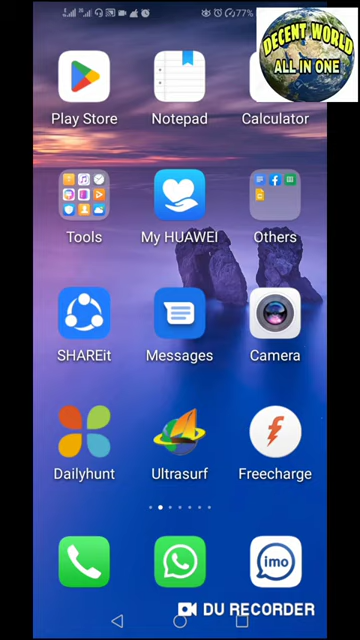 77%
DECENT WORLD
ALL IN ONE
Play Store
Notepad
Calculator
Tools
My HUAWEI
Others
SHAREit
Messages
Camera
Dailyhunt
Ultrasurf
Freecharge
imo
DU RECORDER